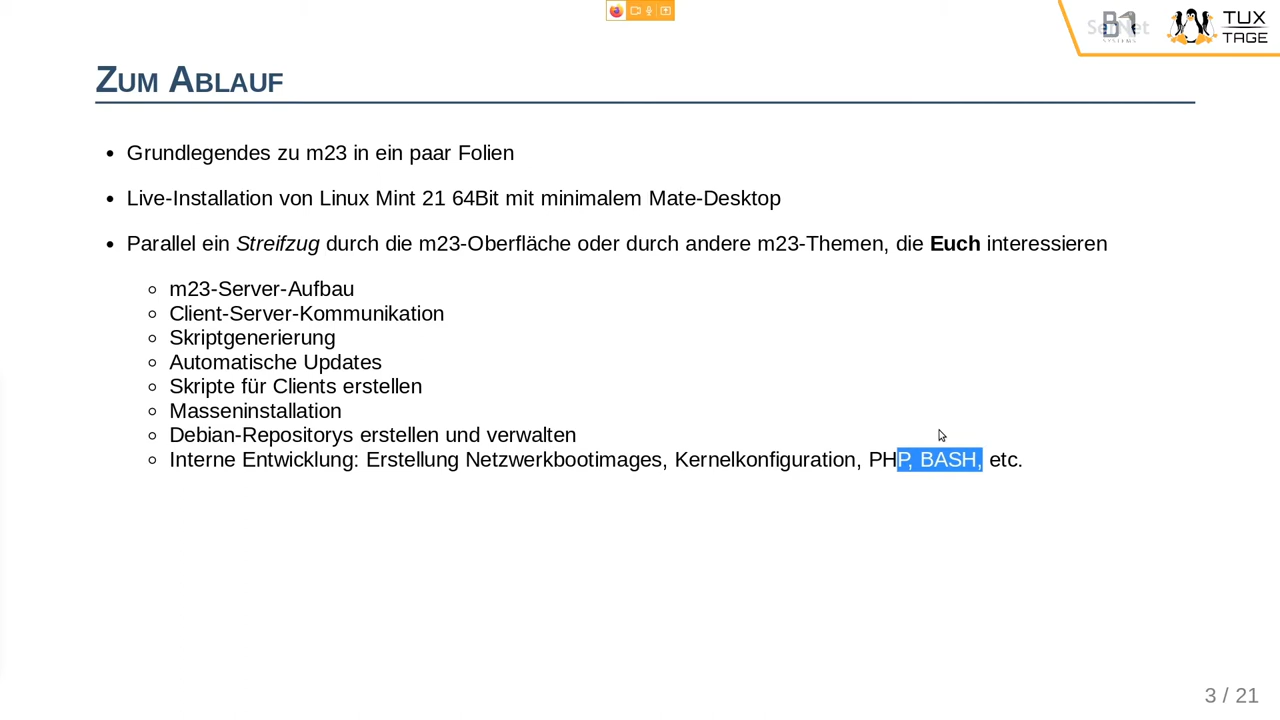 TUX
TAGE
Zum Ablauf
Grundlegendes zu m23 in ein paar Folien
Live-Installation von Linux Mint 21 64Bit mit minimalem Mate-Desktop
Parallel ein Streifzug durch die m23-Oberfläche oder durch andere m23-Themen, die Euch interessieren
m23-Server-Aufbau
Client-Server-Kommunikation
Skriptgenerierung
Automatische Updates
Skripte für Clients erstellen
Masseninstallation
Debian-Repositorys erstellen und verwalten
Interne Entwicklung: Erstellung Netzwerkbootimages, Kernelkonfiguration, PHP, BASH, etc.
3 / 21